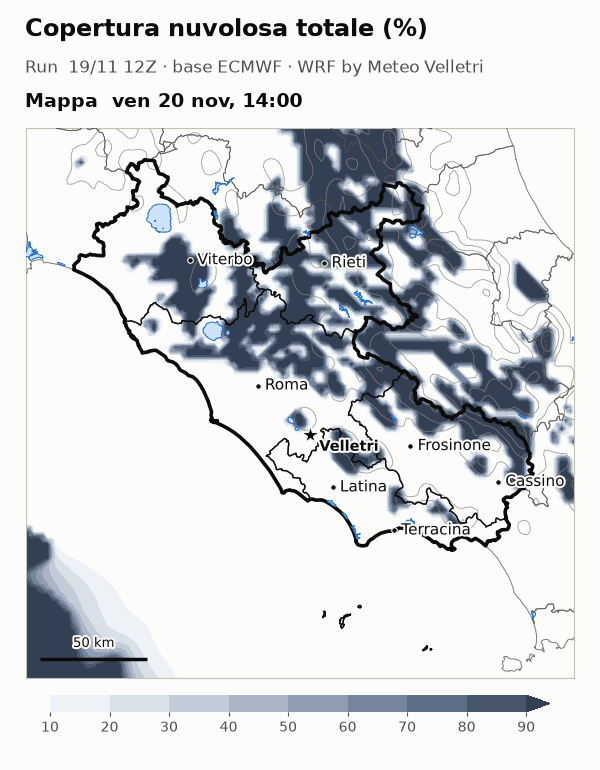 Copertura nuvolosa totale (%)
Run  19/11 12Z · base ECMWF · WRF by Meteo Velletri
Mappa  ven 20 nov, 14:00
Viterbo
Rieti
Roma
Velletri
Frosinone
Cassino
Latina
Terracina
50 km
10 20 30 40 50 60 70 80 90